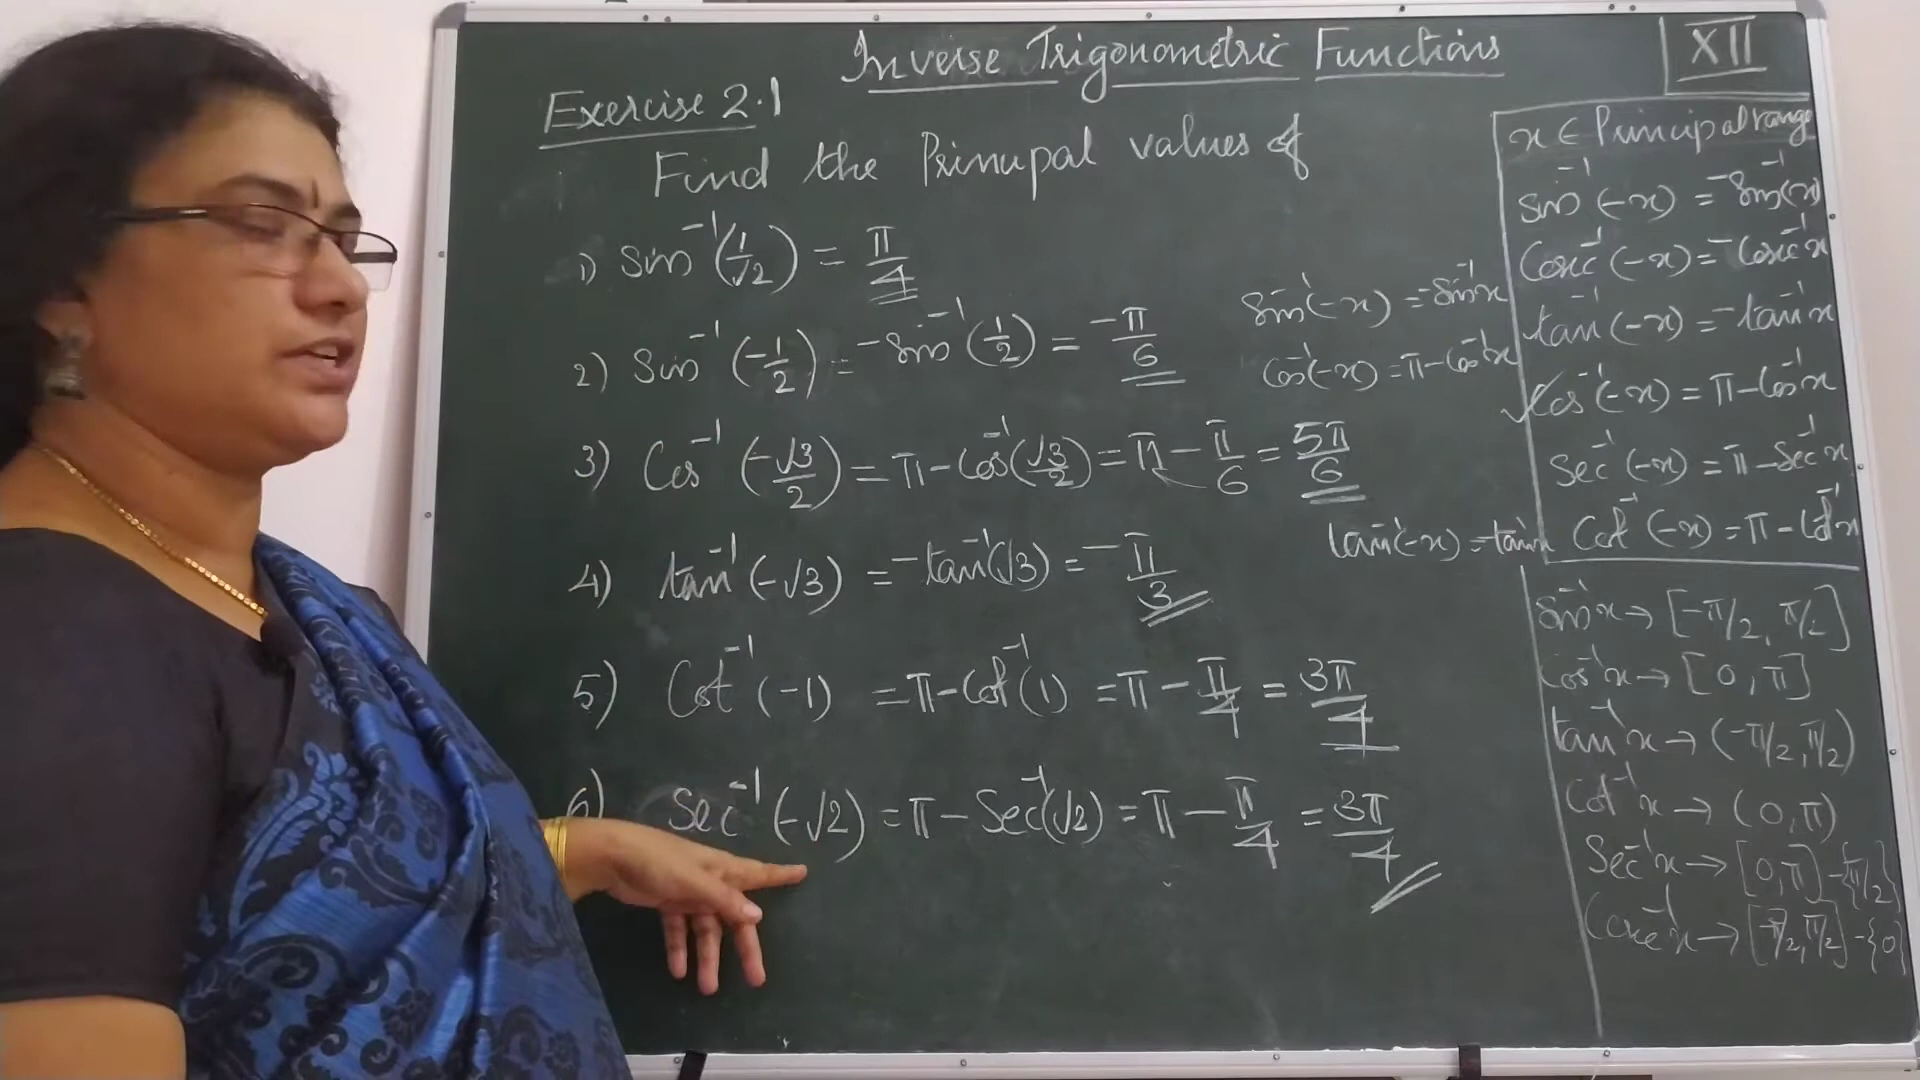 Inverse Trigonometric Functions
XII
Exercise 2.1
Find the Principal values of
1) sin⁻¹(1/√2) = π/4
2) Sin⁻¹(-1/2) = -sin⁻¹(1/2) = -π/6
3) Cos⁻¹(-√3/2) = π - Cos⁻¹(√3/2) = π - π/6 = 5π/6
4) tan⁻¹(-√3) = -tan⁻¹(√3) = -π/3
5) Cot⁻¹(-1) = π - Cot⁻¹(1) = π - π/4 = 3π/4
6) Sec⁻¹(-√2) = π - Sec⁻¹(√2) = π - π/4 = 3π/4
Sin⁻¹(-x) = -Sin⁻¹x
Cos⁻¹(-x) = π - Cos⁻¹x
tan⁻¹(-x) = -tan⁻¹x
x ∈ Principal range
Sin⁻¹(-x) = -Sin⁻¹(x)
Cosec⁻¹(-x) = -Cosec⁻¹x
tan⁻¹(-x) = -tan⁻¹x
✓Cos⁻¹(-x) = π - Cos⁻¹x
Sec⁻¹(-x) = π - Sec⁻¹x
Cot⁻¹(-x) = π - Cot⁻¹x
Sin⁻¹x → [-π/2, π/2]
Cos⁻¹x → [0, π]
tan⁻¹x → (-π/2, π/2)
Cot⁻¹x → (0, π)
Sec⁻¹x → [0, π] - {π/2}
Cosec⁻¹x → [-π/2, π/2] - {0}